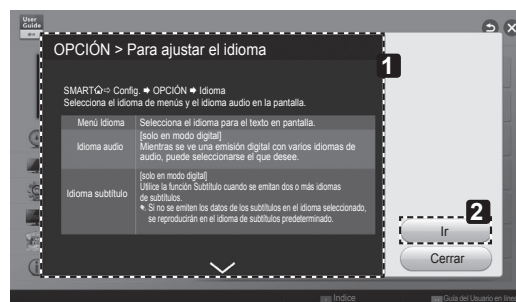 User
Guide
OPCIÓN > Para ajustar el idioma
1
SMART ⇨ Config. ➡ OPCIÓN ➡ Idioma
Selecciona el idioma de menús y el idioma audio en la pantalla.
Menú Idioma Selecciona el idioma para el texto en pantalla.
Idioma audio [solo en modo digital]
Mientras se ve una emisión digital con varios idiomas de
audio, puede seleccionarse el que desee.
Idioma subtítulo [solo en modo digital]
Utilice la función Subtítulo cuando se emitan dos o más idiomas
de subtítulos.
Si no se emiten los datos de los subtítulos en el idioma seleccionado,
se reproducirán en el idioma de subtítulos predeterminado.
2
Ir
Cerrar
Índice
Guía del Usuario en línea